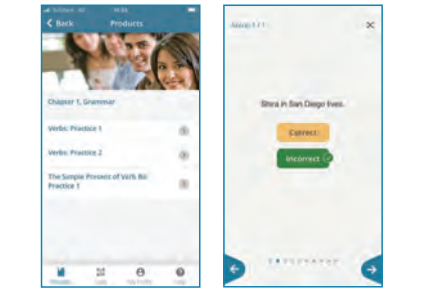 Back
Products
Chapter 1, Grammar
Verbs: Practice 1
Verbs: Practice 2
The Simple Present of Verb Be:
Practice 1
Shira in San Diego lives.
Correct
Incorrect